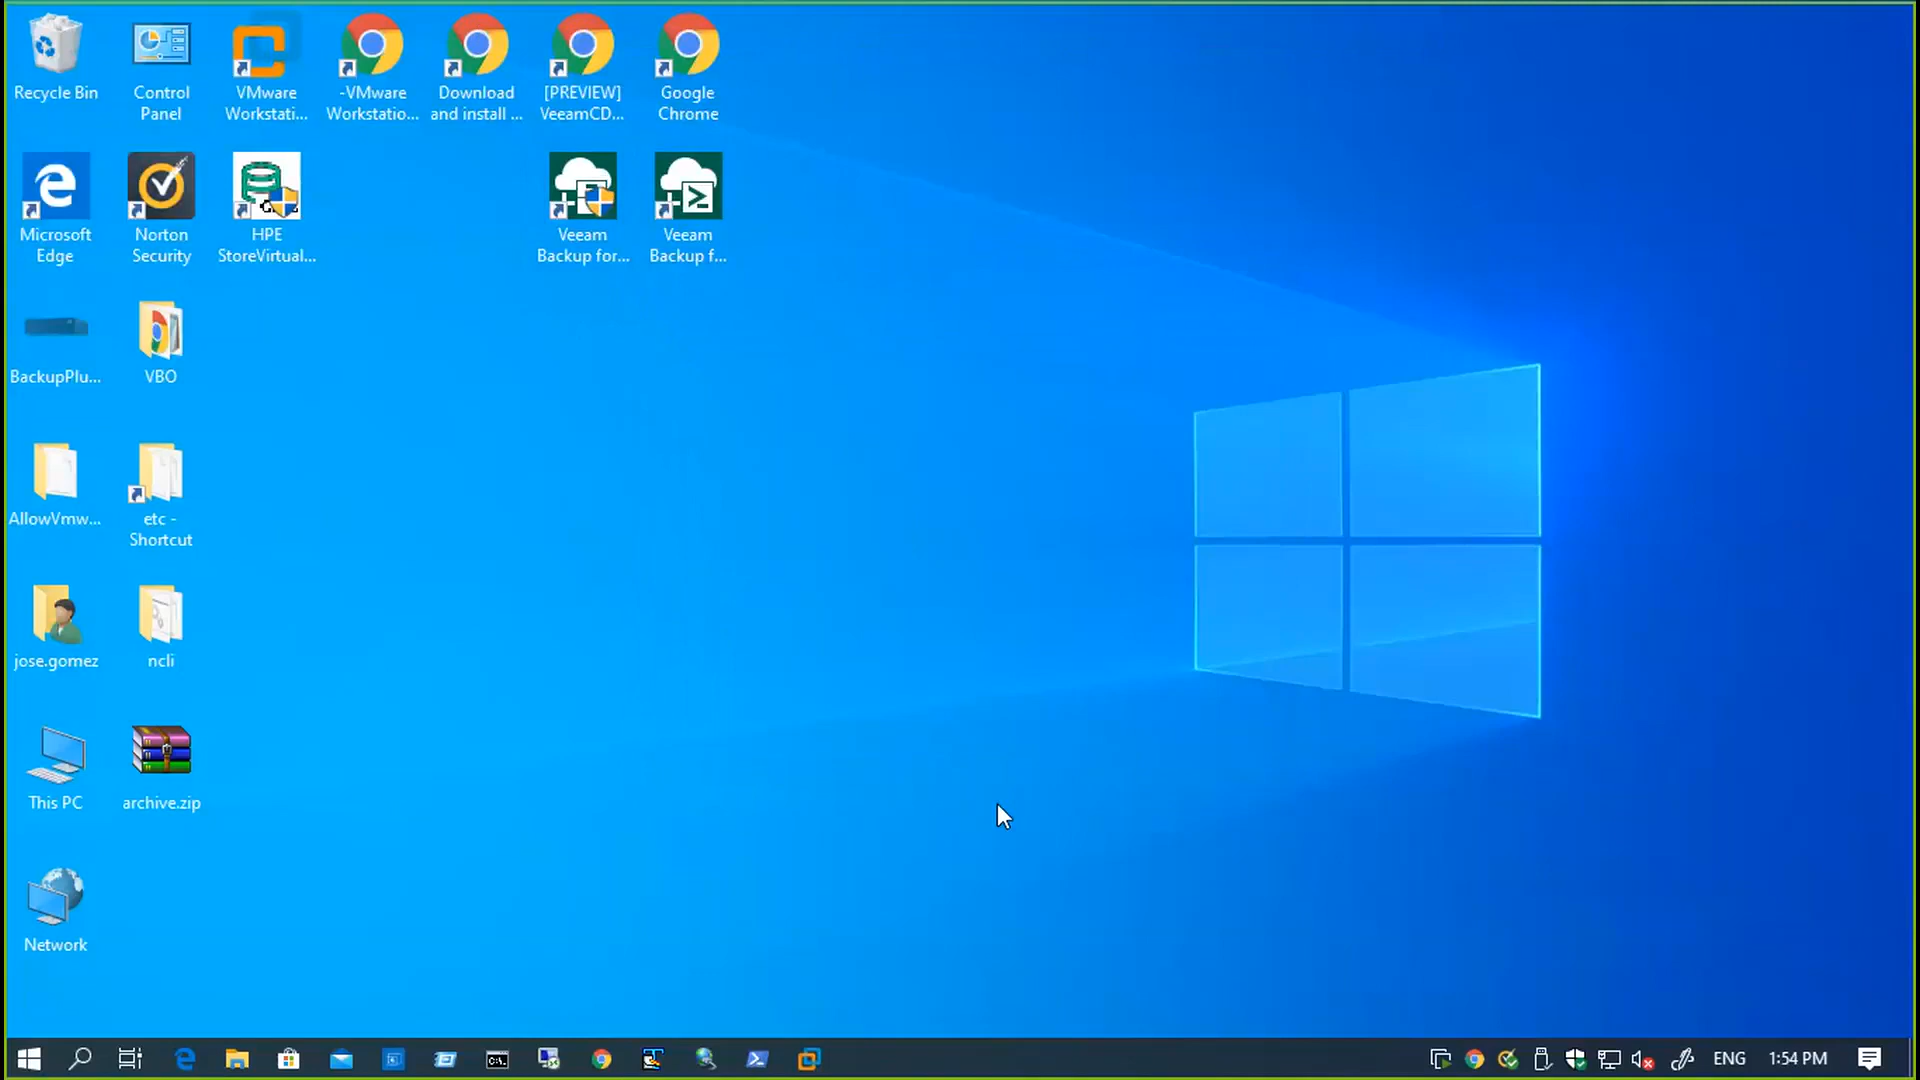 Recycle Bin
Control
Panel
VMware
Workstati...
-VMware
Workstatio...
Download
and install ...
[PREVIEW]
VeeamCD...
Google
Chrome
Microsoft
Edge
Norton
Security
HPE
StoreVirtual...
Veeam
Backup for...
Veeam
Backup f...
BackupPlu...
VBO
AllowVmw...
etc -
Shortcut
jose.gomez
ncli
This PC
archive.zip
Network
ENG
1:54 PM